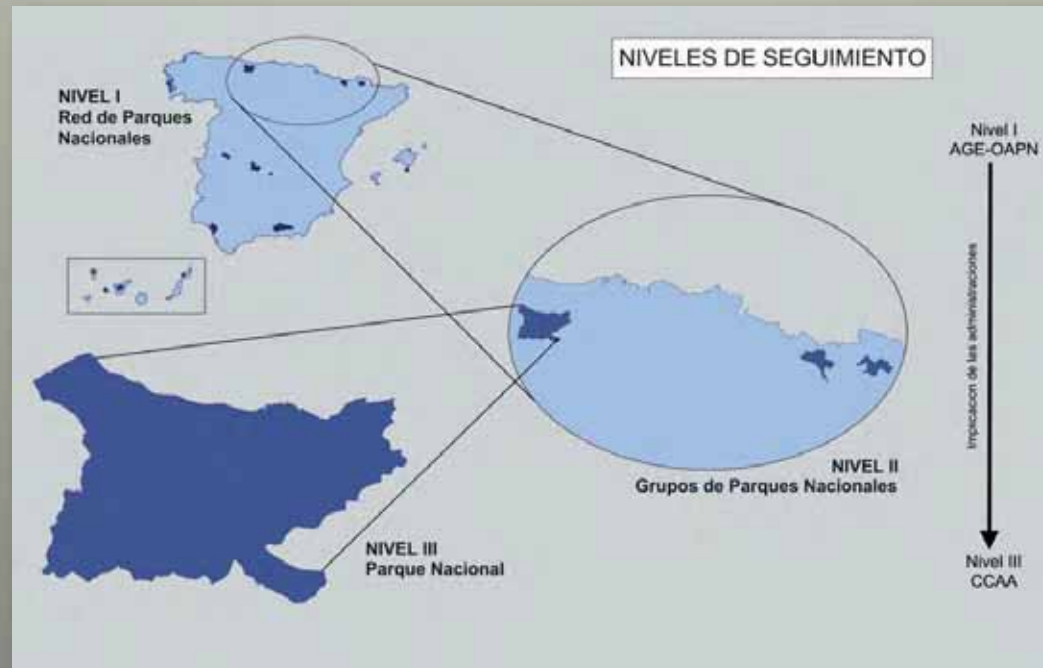 NIVELES DE SEGUIMIENTO
NIVEL I
Red de Parques
Nacionales
Nivel I
AGE-OAPN
Implicacion de las administraciones
NIVEL II
Grupos de Parques Nacionales
NIVEL III
Parque Nacional
Nivel III
CCAA